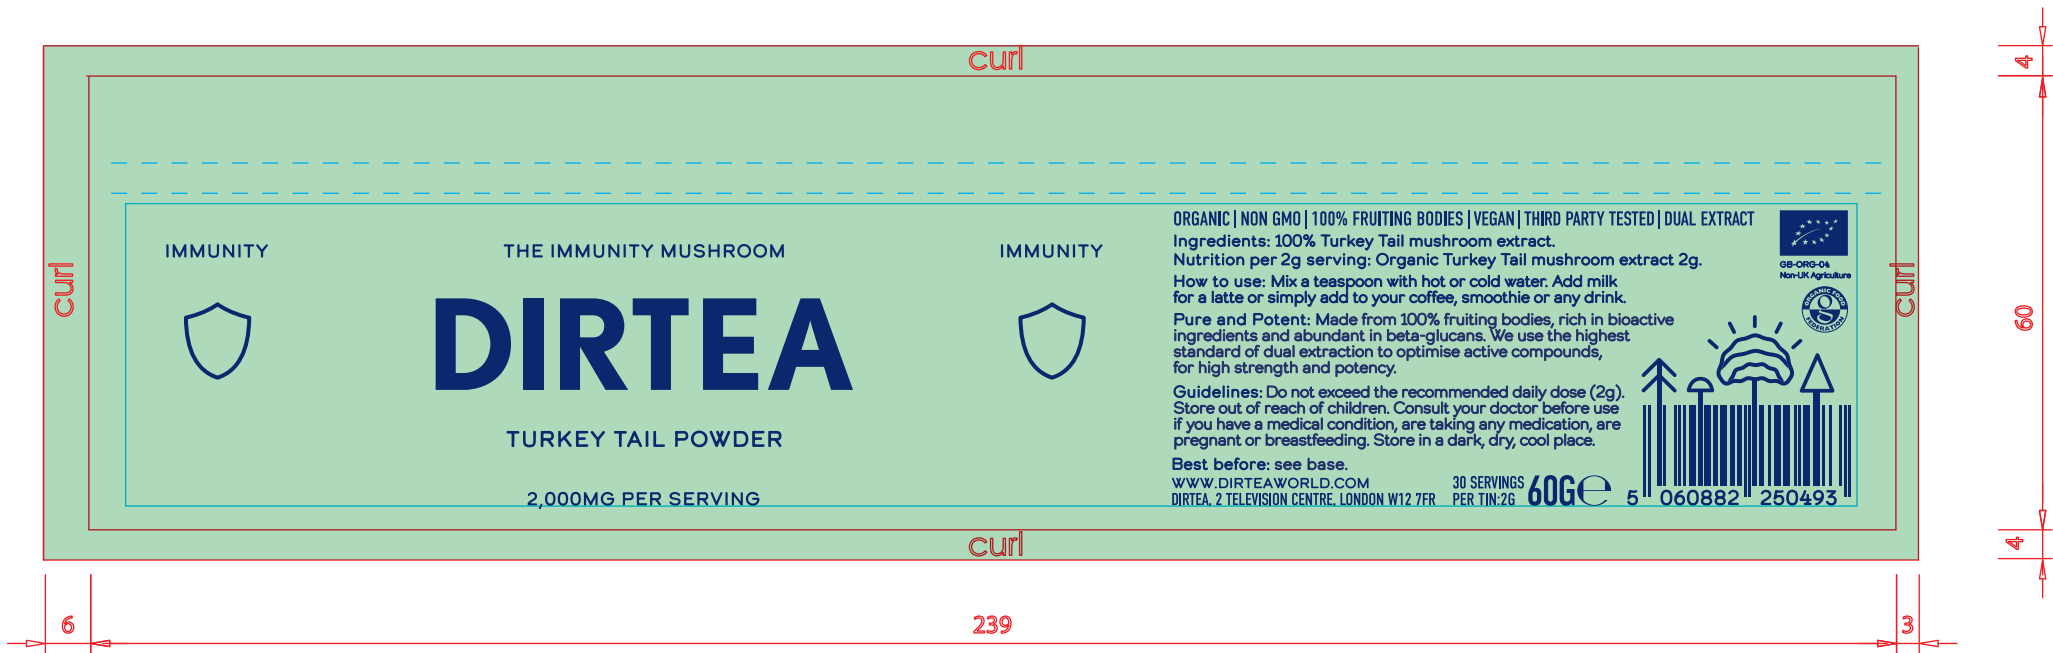 curl
4
IMMUNITY
THE IMMUNITY MUSHROOM
IMMUNITY
DIRTEA
TURKEY TAIL POWDER
2,000MG PER SERVING
ORGANIC | NON GMO | 100% FRUITING BODIES | VEGAN | THIRD PARTY TESTED | DUAL EXTRACT
Ingredients: 100% Turkey Tail mushroom extract.
Nutrition per 2g serving: Organic Turkey Tail mushroom extract 2g.
How to use: Mix a teaspoon with hot or cold water. Add milk
for a latte or simply add to your coffee, smoothie or any drink.
Pure and Potent: Made from 100% fruiting bodies, rich in bioactive
ingredients and abundant in beta-glucans. We use the highest
standard of dual extraction to optimise active compounds,
for high strength and potency.
Guidelines: Do not exceed the recommended daily dose (2g).
Store out of reach of children. Consult your doctor before use
if you have a medical condition, are taking any medication, are
pregnant or breastfeeding. Store in a dark, dry, cool place.
Best before: see base.
WWW.DIRTEAWORLD.COM
DIRTEA, 2 TELEVISION CENTRE, LONDON W12 7FR
30 SERVINGS
PER TIN:2G
60G℮
GB-ORG-04
Non-UK Agriculture
ORGANIC FOOD
FEDERATION
5 060882 250493
curl
curl
60
curl
4
6
239
3